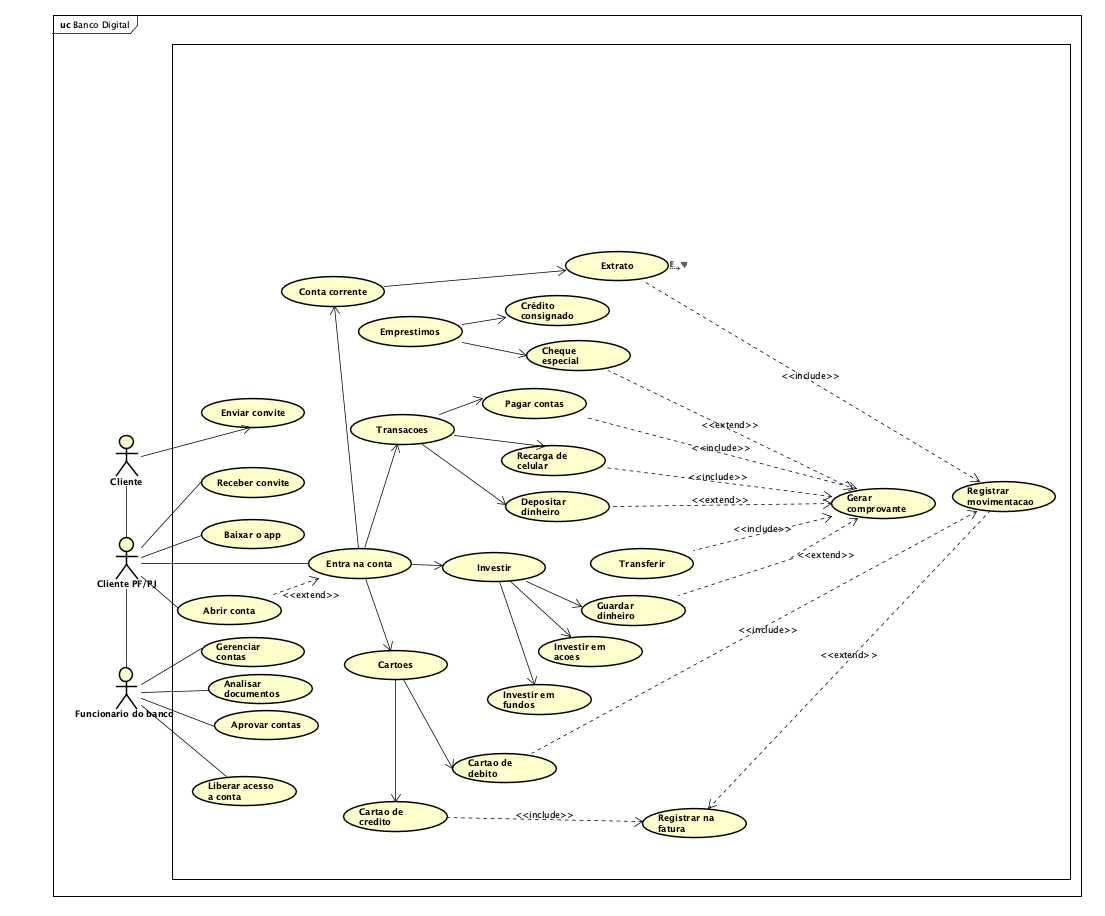 uc Banco Digital
Extrato
Conta corrente
Crédito
consignado
Emprestimos
Cheque
especial
<<include>>
Pagar contas
Enviar convite
Transacoes
<<extend>>
<<include>>
Recarga de
celular
Cliente
Receber convite
<<include>>
Registrar
movimentacao
Depositar
dinheiro
<<extend>>
Gerar
comprovante
<<include>>
Baixar o app
<<extend>>
Entra na conta
Investir
Transferir
Cliente PF/PJ
<<extend>>
Abrir conta
Guardar
dinheiro
<<include>>
Gerenciar
contas
Investir em
acoes
<<extend>>
Cartoes
Analisar
documentos
Investir em
fundos
Funcionario do banco
Aprovar contas
Cartao de
debito
Liberar acesso
a conta
Cartao de
credito
<<include>>
Registrar na
fatura